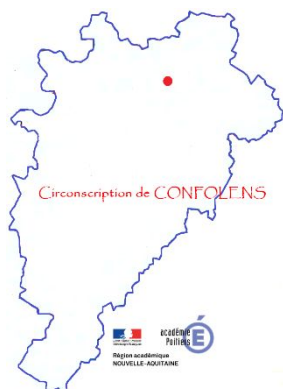 Circonscription de CONFOLENS
académie
Poitiers
Région académique
NOUVELLE-AQUITAINE